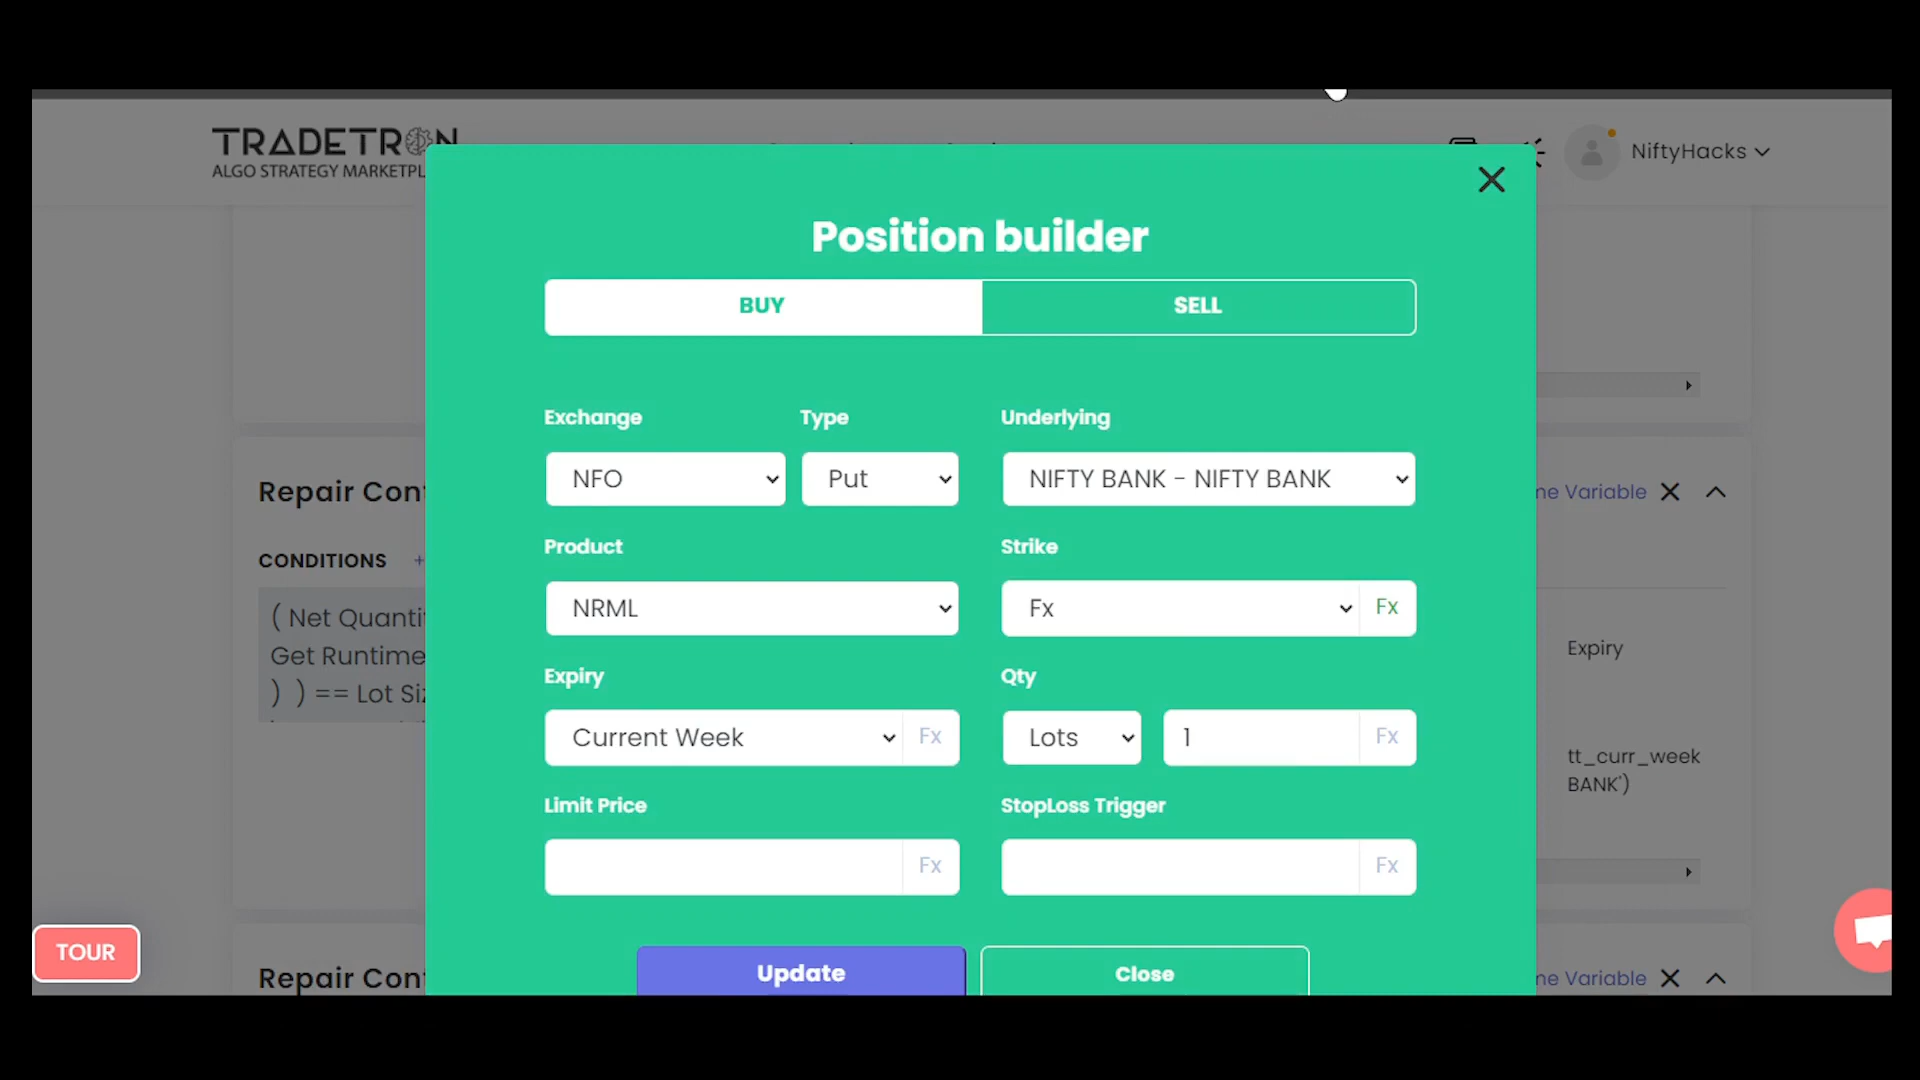 TRADETRON
ALGO STRATEGY MARKETPL
NiftyHacks
Position builder
BUY
SELL
Exchange
Type
Underlying
NFO
Put
NIFTY BANK - NIFTY BANK
Product
Strike
NRML
Fx
Fx
Expiry
Qty
Current Week
Fx
Lots
1
Fx
Limit Price
StopLoss Trigger
Fx
Fx
Update
Close
Repair Con
me Variable
CONDITIONS +
( Net Quanti
Get Runtime
) ) == Lot Si
Expiry
tt_curr_week
BANK')
TOUR
Repair Con
me Variable